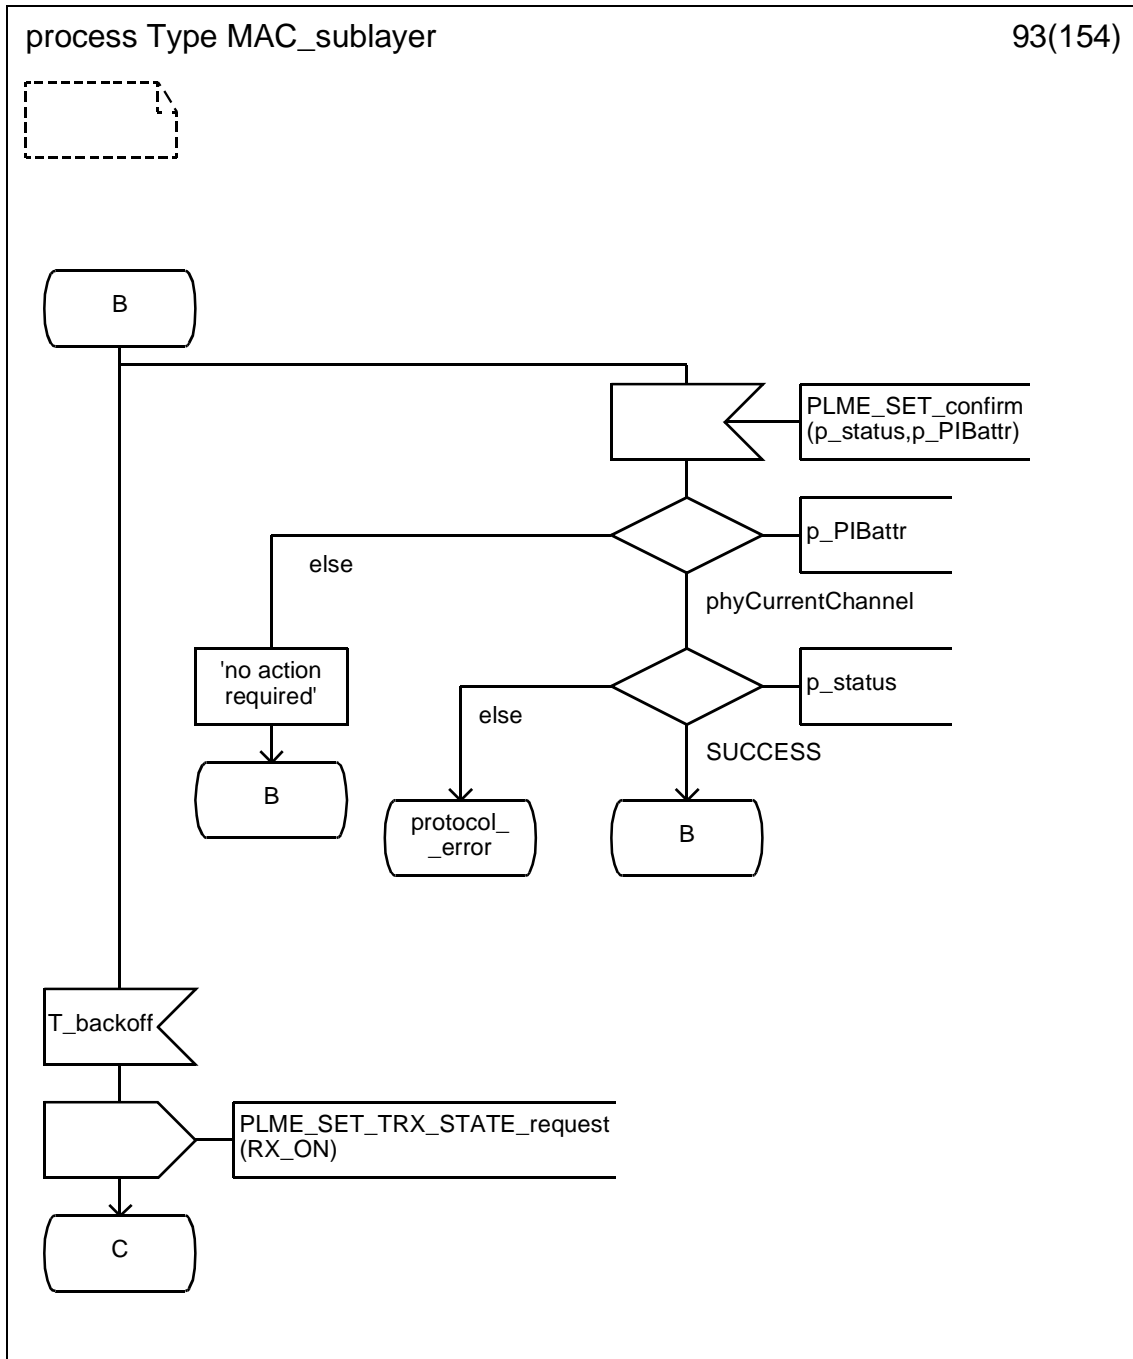 process Type MAC_sublayer
93(154)
B
PLME_SET_confirm
(p_status,p_PIBattr)
p_PIBattr
else
phyCurrentChannel
'no action
required'
p_status
else
SUCCESS
B
protocol_
_error
B
T_backoff
PLME_SET_TRX_STATE_request
(RX_ON)
C